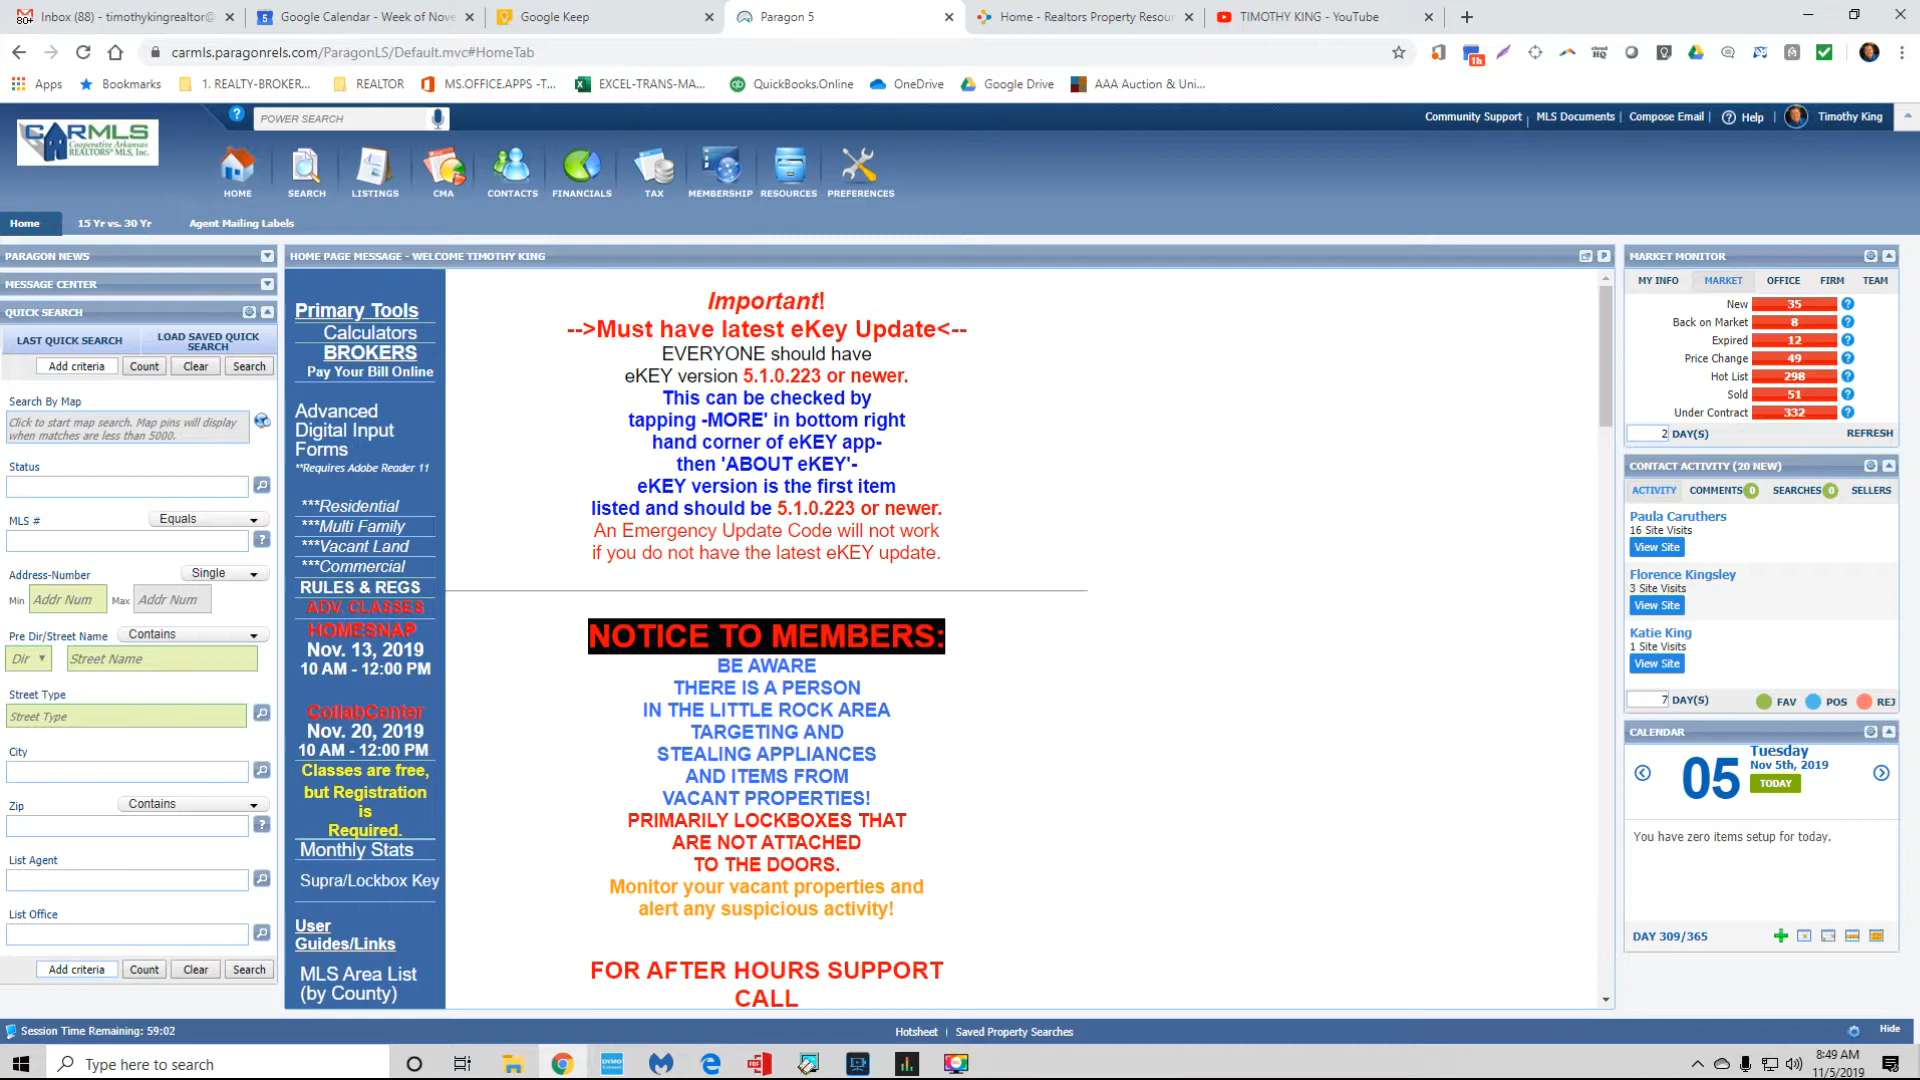 Inbox (88) - timothykingrealtor@
Google Calendar - Week of Nove
Google Keep
Paragon 5
Home - Realtors Property Resou
TIMOTHY KING - YouTube
carmls.paragonrels.com/ParagonLS/Default.mvc#HomeTab
Apps
Bookmarks
1. REALTY-BROKER...
REALTOR
MS.OFFICE.APPS -T...
EXCEL-TRANS-MA...
QuickBooks.Online
OneDrive
Google Drive
AAA Auction & Uni...
CARMLS
Cooperative Arkansas
REALTORS® MLS, Inc.
POWER SEARCH
Community Support | MLS Documents | Compose Email | Help | Timothy King
HOME
SEARCH
LISTINGS
CMA
CONTACTS
FINANCIALS
TAX
MEMBERSHIP
RESOURCES
PREFERENCES
Home
15 Yr vs. 30 Yr
Agent Mailing Labels
PARAGON NEWS
MESSAGE CENTER
QUICK SEARCH
LAST QUICK SEARCH
LOAD SAVED QUICK
SEARCH
Add criteria
Count
Clear
Search
Search By Map
Click to start map search. Map pins will display
when matches are less than 5000.
Status
MLS #
Equals
Address-Number
Single
Min
Addr Num
Max
Addr Num
Pre Dir/Street Name
Contains
Dir
Street Name
Street Type
Street Type
City
Zip
Contains
List Agent
List Office
Add criteria
Count
Clear
Search
HOME PAGE MESSAGE - WELCOME TIMOTHY KING
Primary Tools
Calculators
BROKERS
Pay Your Bill Online
Advanced
Digital Input
Forms
**Requires Adobe Reader 11
***Residential
***Multi Family
***Vacant Land
***Commercial
RULES & REGS
ADV. CLASSES
HOMESNAP
Nov. 13, 2019
10 AM - 12:00 PM
CollabCenter
Nov. 20, 2019
10 AM - 12:00 PM
Classes are free,
but Registration
is
Required.
Monthly Stats
Supra/Lockbox Key
User
Guides/Links
MLS Area List
(by County)
Important!
-->Must have latest eKey Update<--
EVERYONE should have
eKEY version 5.1.0.223 or newer.
This can be checked by
tapping -MORE' in bottom right
hand corner of eKEY app-
then 'ABOUT eKEY'-
eKEY version is the first item
listed and should be 5.1.0.223 or newer.
An Emergency Update Code will not work
if you do not have the latest eKEY update.
NOTICE TO MEMBERS:
BE AWARE
THERE IS A PERSON
IN THE LITTLE ROCK AREA
TARGETING AND
STEALING APPLIANCES
AND ITEMS FROM
VACANT PROPERTIES!
PRIMARILY LOCKBOXES THAT
ARE NOT ATTACHED
TO THE DOORS.
Monitor your vacant properties and
alert any suspicious activity!
FOR AFTER HOURS SUPPORT
CALL
MARKET MONITOR
MY INFO
MARKET
OFFICE
FIRM
TEAM
New 35
Back on Market 8
Expired 12
Price Change 49
Hot List 298
Sold 51
Under Contract 332
2 DAY(S)
REFRESH
CONTACT ACTIVITY (20 NEW)
ACTIVITY
COMMENTS 0
SEARCHES 0
SELLERS
Paula Caruthers
16 Site Visits
View Site
Florence Kingsley
3 Site Visits
View Site
Katie King
1 Site Visits
View Site
7 DAY(S)
FAV
POS
REJ
CALENDAR
05
Tuesday
Nov 5th, 2019
TODAY
You have zero items setup for today.
DAY 309/365
Session Time Remaining: 59:02
Hotsheet | Saved Property Searches
Hide
Type here to search
8:49 AM
11/5/2019